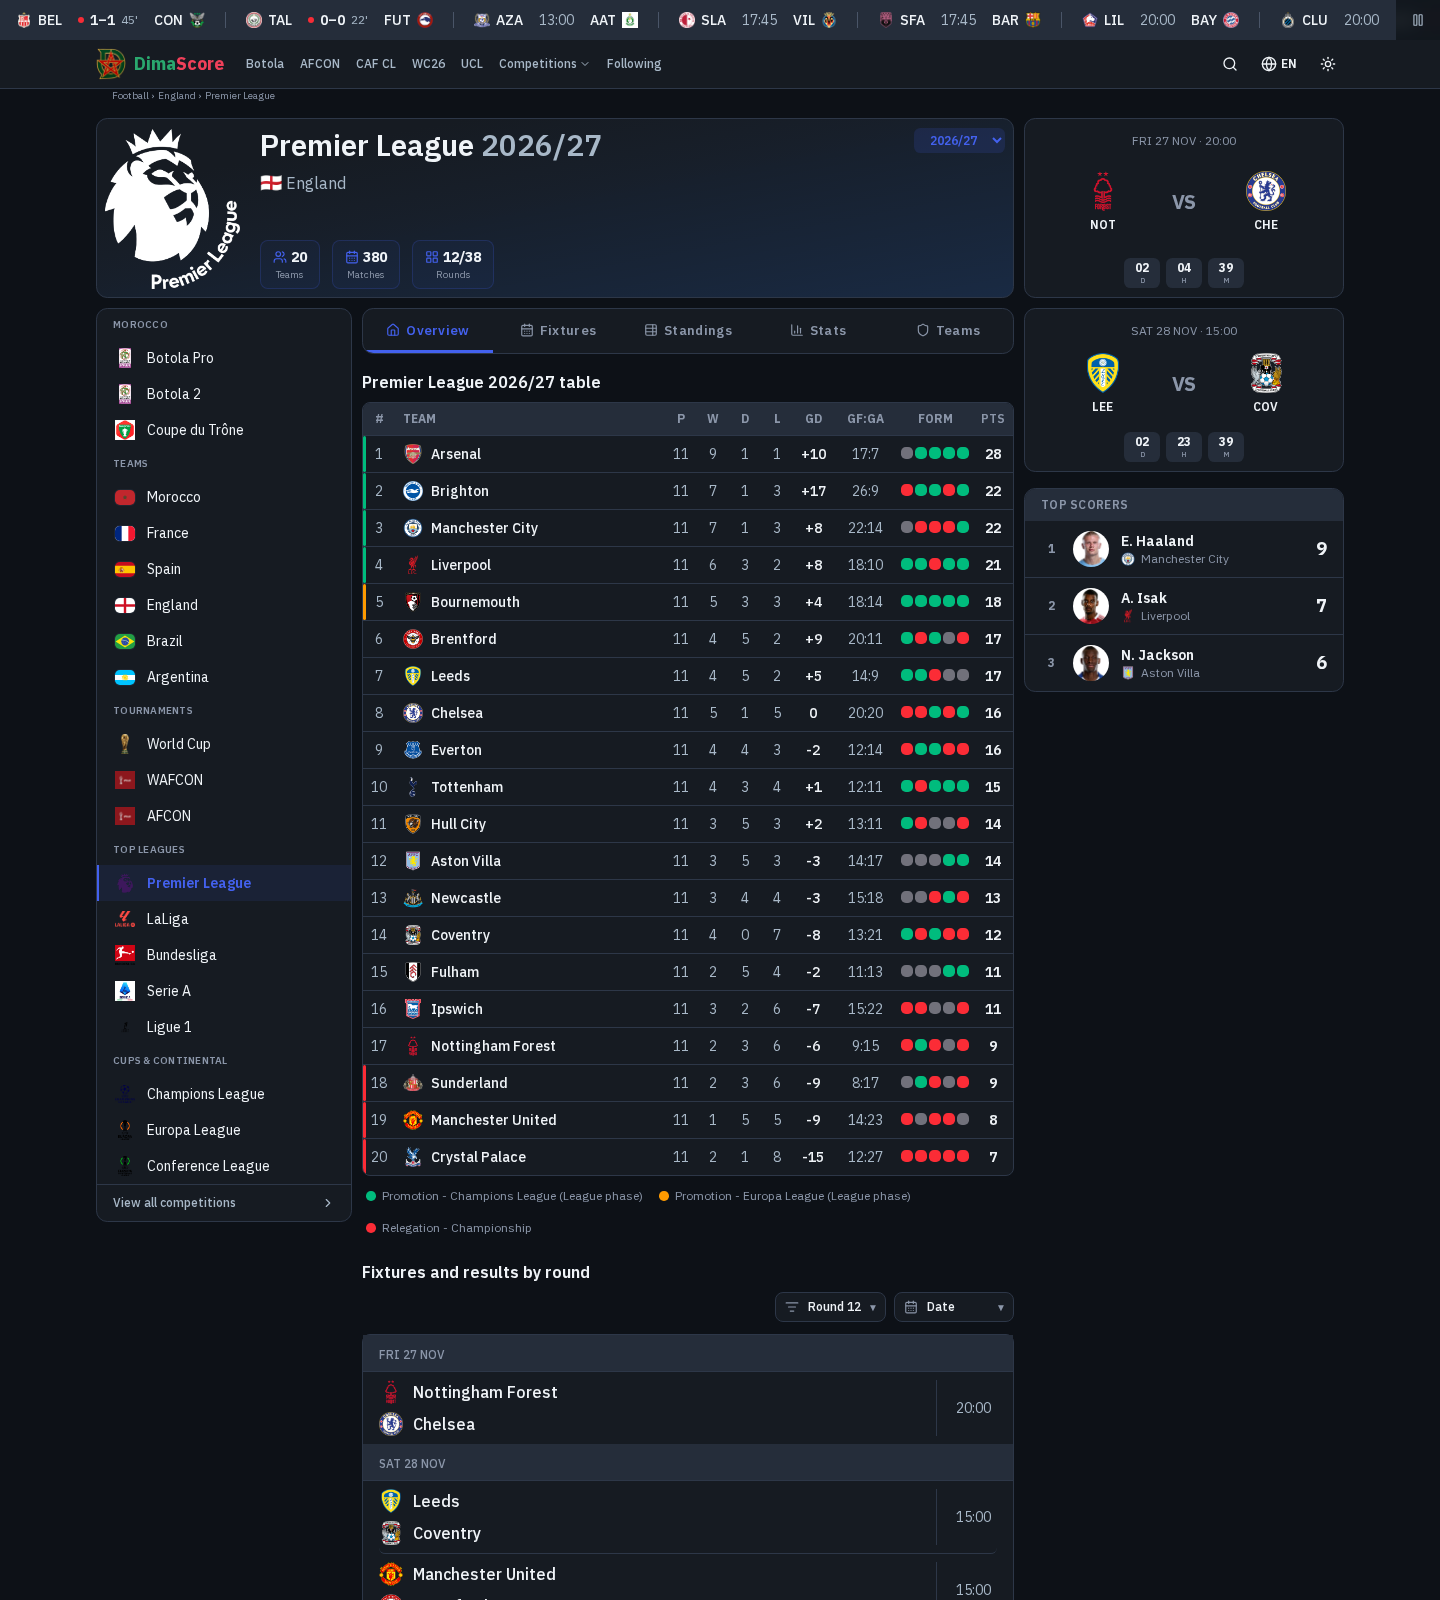 BEL 1–1 45' CON TAL 0–0 22' FUT AZA 13:00 AAT SLA 17:45 VIL SFA 17:45 BAR LIL 20:00 BAY CLU 20:00
DimaScore Botola AFCON CAF CL WC26 UCL Competitions Following EN
Football › England › Premier League
Premier League 2026/27
2026/27
England
20 Teams
380 Matches
12/38 Rounds
Premier League
FRI 27 NOV · 20:00
NOT VS CHE
02 D 04 H 39 M
MOROCCO
Botola Pro
Botola 2
Coupe du Trône
TEAMS
Morocco
France
Spain
England
Brazil
Argentina
TOURNAMENTS
World Cup
WAFCON
AFCON
TOP LEAGUES
Premier League
LaLiga
Bundesliga
Serie A
Ligue 1
CUPS & CONTINENTAL
Champions League
Europa League
Conference League
View all competitions
Overview Fixtures Standings Stats Teams
Premier League 2026/27 table
# TEAM P W D L GD GF:GA FORM PTS
1 Arsenal 11 9 1 1 +10 17:7 28
2 Brighton 11 7 1 3 +17 26:9 22
3 Manchester City 11 7 1 3 +8 22:14 22
4 Liverpool 11 6 3 2 +8 18:10 21
5 Bournemouth 11 5 3 3 +4 18:14 18
6 Brentford 11 4 5 2 +9 20:11 17
7 Leeds 11 4 5 2 +5 14:9 17
8 Chelsea 11 5 1 5 0 20:20 16
9 Everton 11 4 4 3 -2 12:14 16
10 Tottenham 11 4 3 4 +1 12:11 15
11 Hull City 11 3 5 3 +2 13:11 14
12 Aston Villa 11 3 5 3 -3 14:17 14
13 Newcastle 11 3 4 4 -3 15:18 13
14 Coventry 11 4 0 7 -8 13:21 12
15 Fulham 11 2 5 4 -2 11:13 11
16 Ipswich 11 3 2 6 -7 15:22 11
17 Nottingham Forest 11 2 3 6 -6 9:15 9
18 Sunderland 11 2 3 6 -9 8:17 9
19 Manchester United 11 1 5 5 -9 14:23 8
20 Crystal Palace 11 2 1 8 -15 12:27 7
Promotion - Champions League (League phase) Promotion - Europa League (League phase)
Relegation - Championship
SAT 28 NOV · 15:00
LEE VS COV
02 D 23 H 39 M
TOP SCORERS
1 E. Haaland 9
Manchester City
2 A. Isak 7
Liverpool
3 N. Jackson 6
Aston Villa
Fixtures and results by round
Round 12 Date
FRI 27 NOV
Nottingham Forest
Chelsea
20:00
SAT 28 NOV
Leeds
Coventry
15:00
Manchester United
15:00